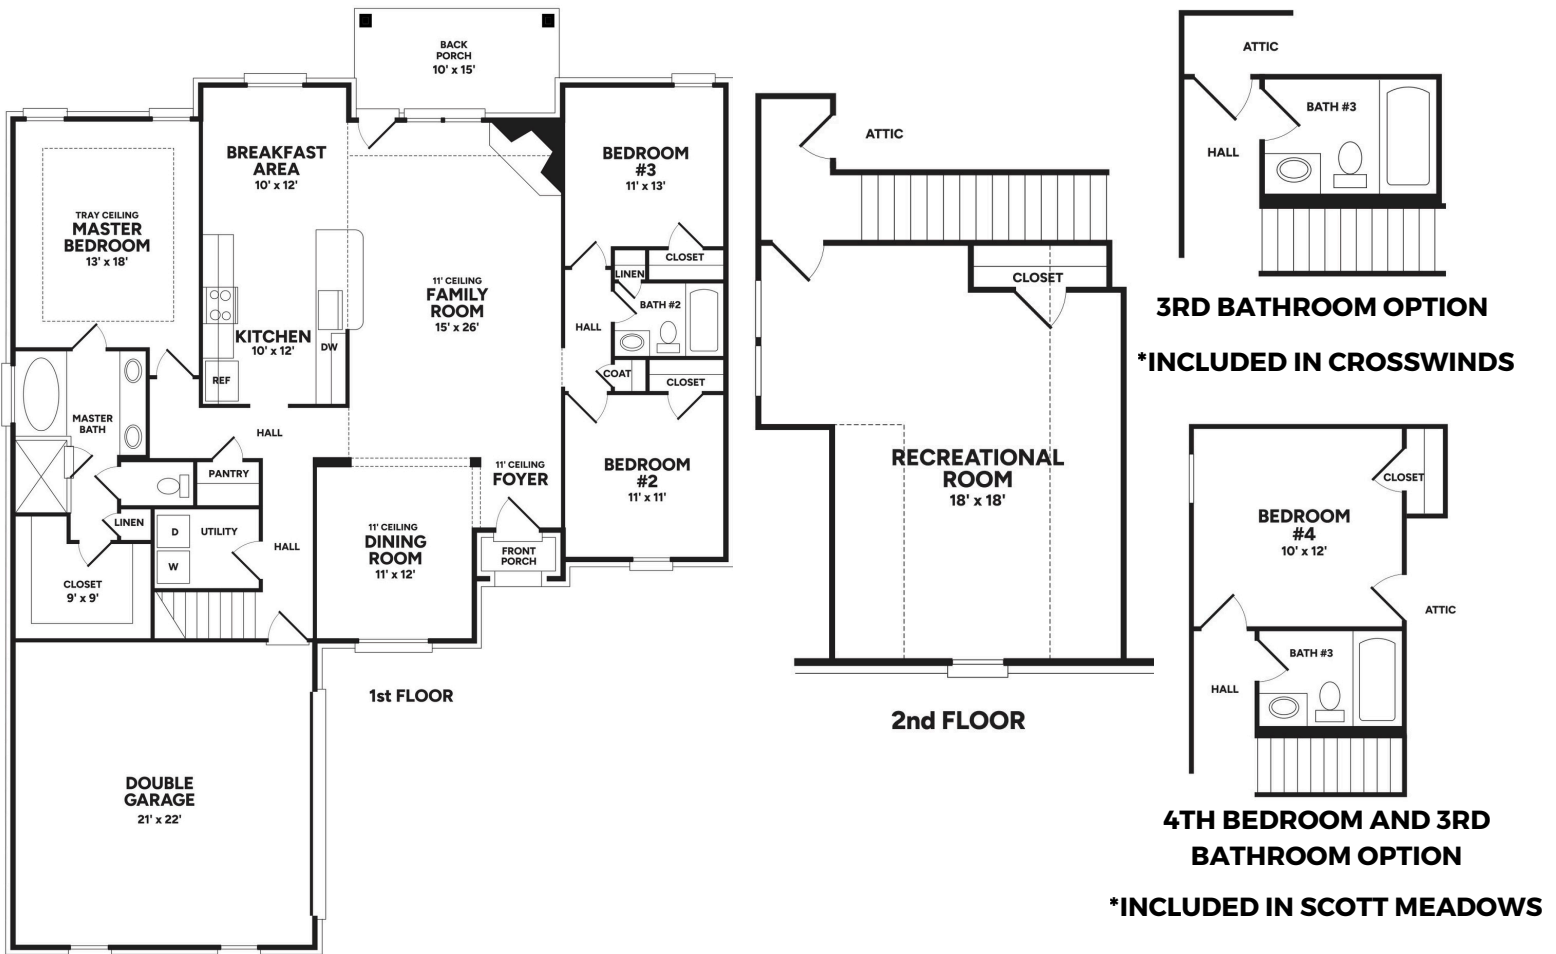 BACK
PORCH
10' x 15'
BREAKFAST
AREA
10' x 12'
BEDROOM
#3
11' x 13'
TRAY CEILING
MASTER
BEDROOM
13' x 18'
CLOSET
LINEN
11' CEILING
FAMILY
ROOM
15' x 26'
BATH #2
HALL
KITCHEN
10' x 12'
DW
REF
COAT
CLOSET
MASTER
BATH
HALL
PANTRY
11' CEILING
FOYER
BEDROOM
#2
11' x 11'
LINEN
D
UTILITY
W
HALL
11' CEILING
DINING
ROOM
11' x 12'
FRONT
PORCH
CLOSET
9' x 9'
1st FLOOR
DOUBLE
GARAGE
21' x 22'
ATTIC
CLOSET
RECREATIONAL
ROOM
18' x 18'
2nd FLOOR
ATTIC
BATH #3
HALL
3RD BATHROOM OPTION
*INCLUDED IN CROSSWINDS
CLOSET
BEDROOM
#4
10' x 12'
ATTIC
BATH #3
HALL
4TH BEDROOM AND 3RD
BATHROOM OPTION
*INCLUDED IN SCOTT MEADOWS